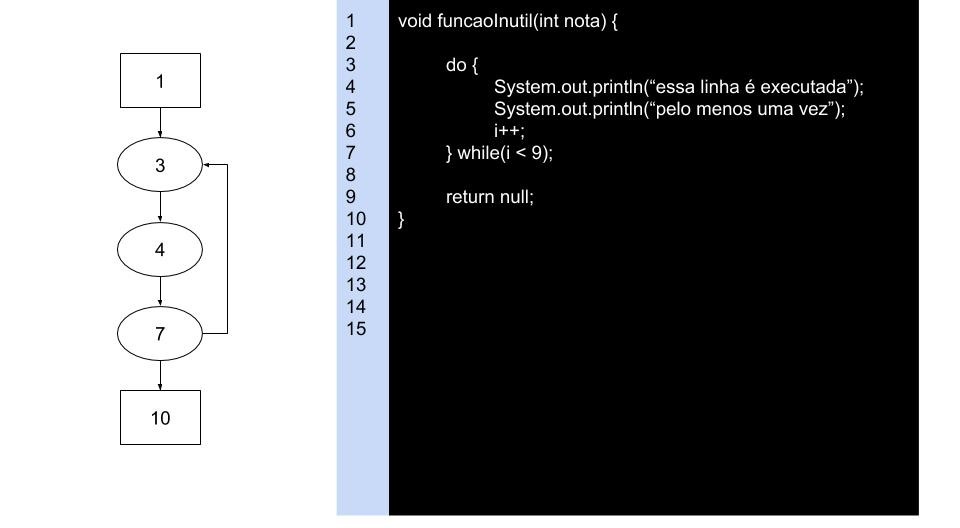 1
3
4
7
10
1 void funcaoInutil(int nota) {
2
3 do {
4 System.out.println(“essa linha é executada”);
5 System.out.println(“pelo menos uma vez”);
6 i++;
7 } while(i < 9);
8
9 return null;
10 }
11
12
13
14
15